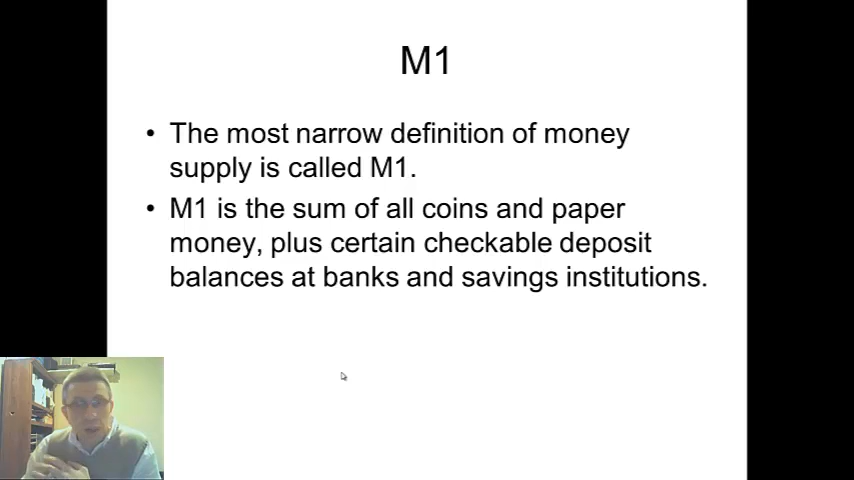 M1
• The most narrow definition of money
supply is called M1.
• M1 is the sum of all coins and paper
money, plus certain checkable deposit
balances at banks and savings institutions.